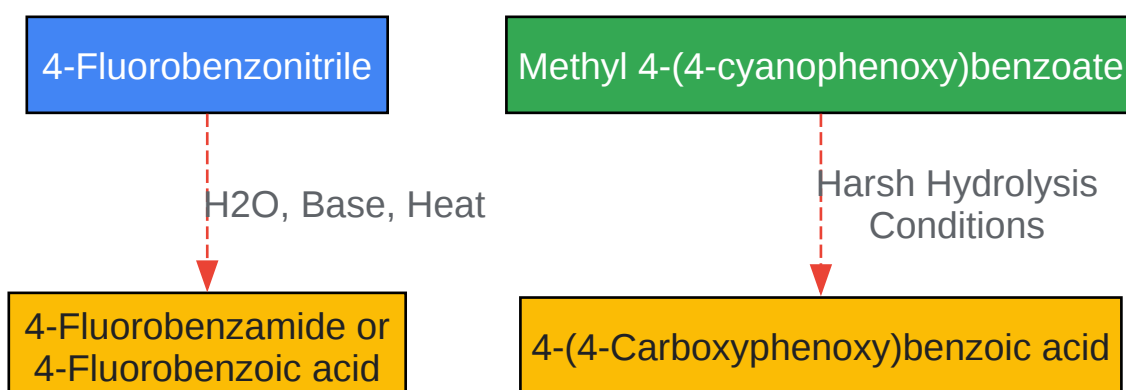 4-Fluorobenzonitrile
Methyl 4-(4-cyanophenoxy)benzoate
H2O, Base, Heat
Harsh Hydrolysis
Conditions
4-Fluorobenzamide or
4-Fluorobenzoic acid
4-(4-Carboxyphenoxy)benzoic acid